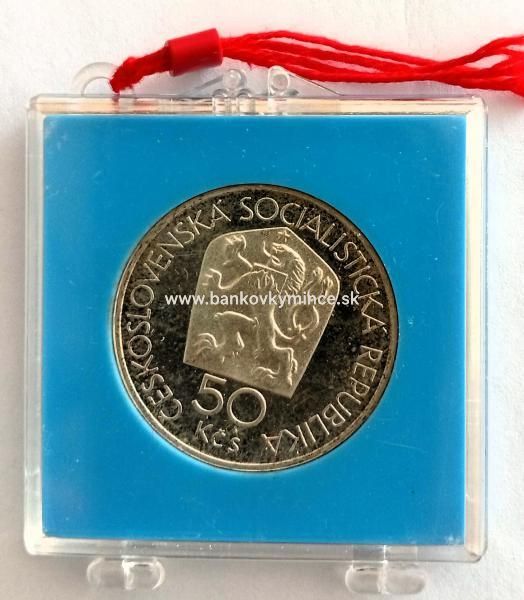 ČESKOSLOVENSKÁ SOCIALISTICKÁ REPUBLIKA
www.bankovkymince.sk
50
Kčs